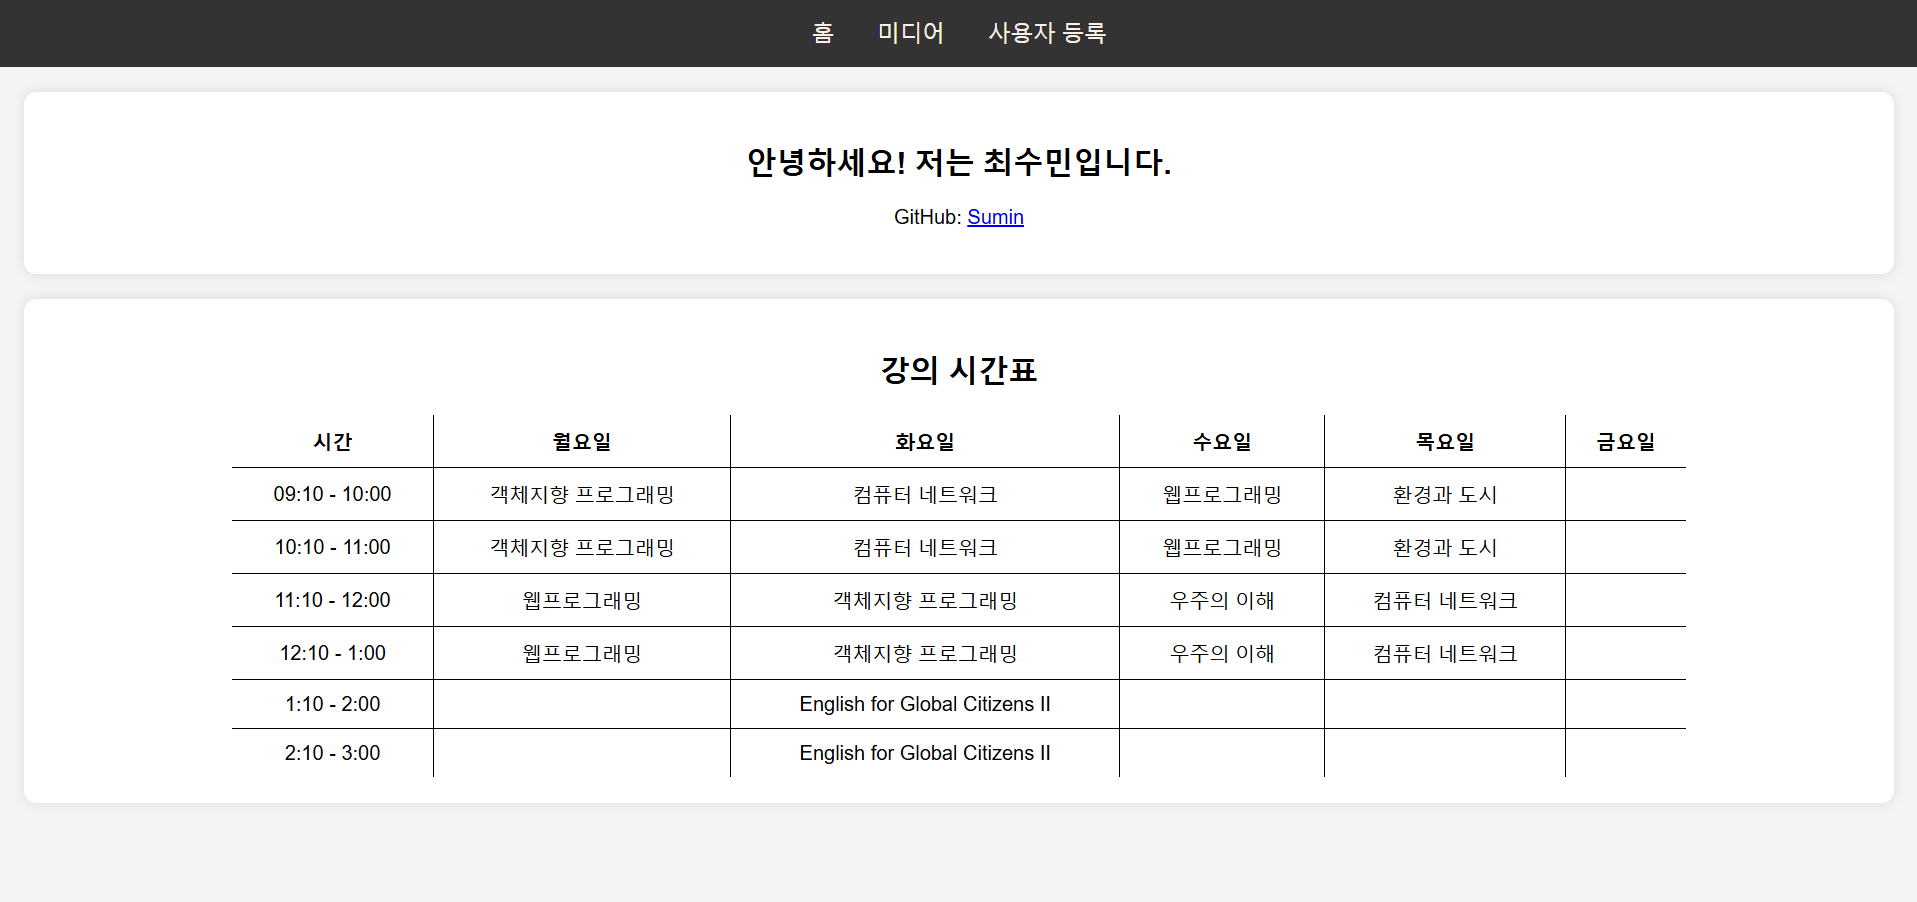 홈 미디어 사용자 등록
안녕하세요! 저는 최수민입니다.
GitHub: Sumin
강의 시간표
시간 월요일 화요일 수요일 목요일 금요일
09:10 - 10:00 객체지향 프로그래밍 컴퓨터 네트워크 웹프로그래밍 환경과 도시
10:10 - 11:00 객체지향 프로그래밍 컴퓨터 네트워크 웹프로그래밍 환경과 도시
11:10 - 12:00 웹프로그래밍 객체지향 프로그래밍 우주의 이해 컴퓨터 네트워크
12:10 - 1:00 웹프로그래밍 객체지향 프로그래밍 우주의 이해 컴퓨터 네트워크
1:10 - 2:00 English for Global Citizens II
2:10 - 3:00 English for Global Citizens II